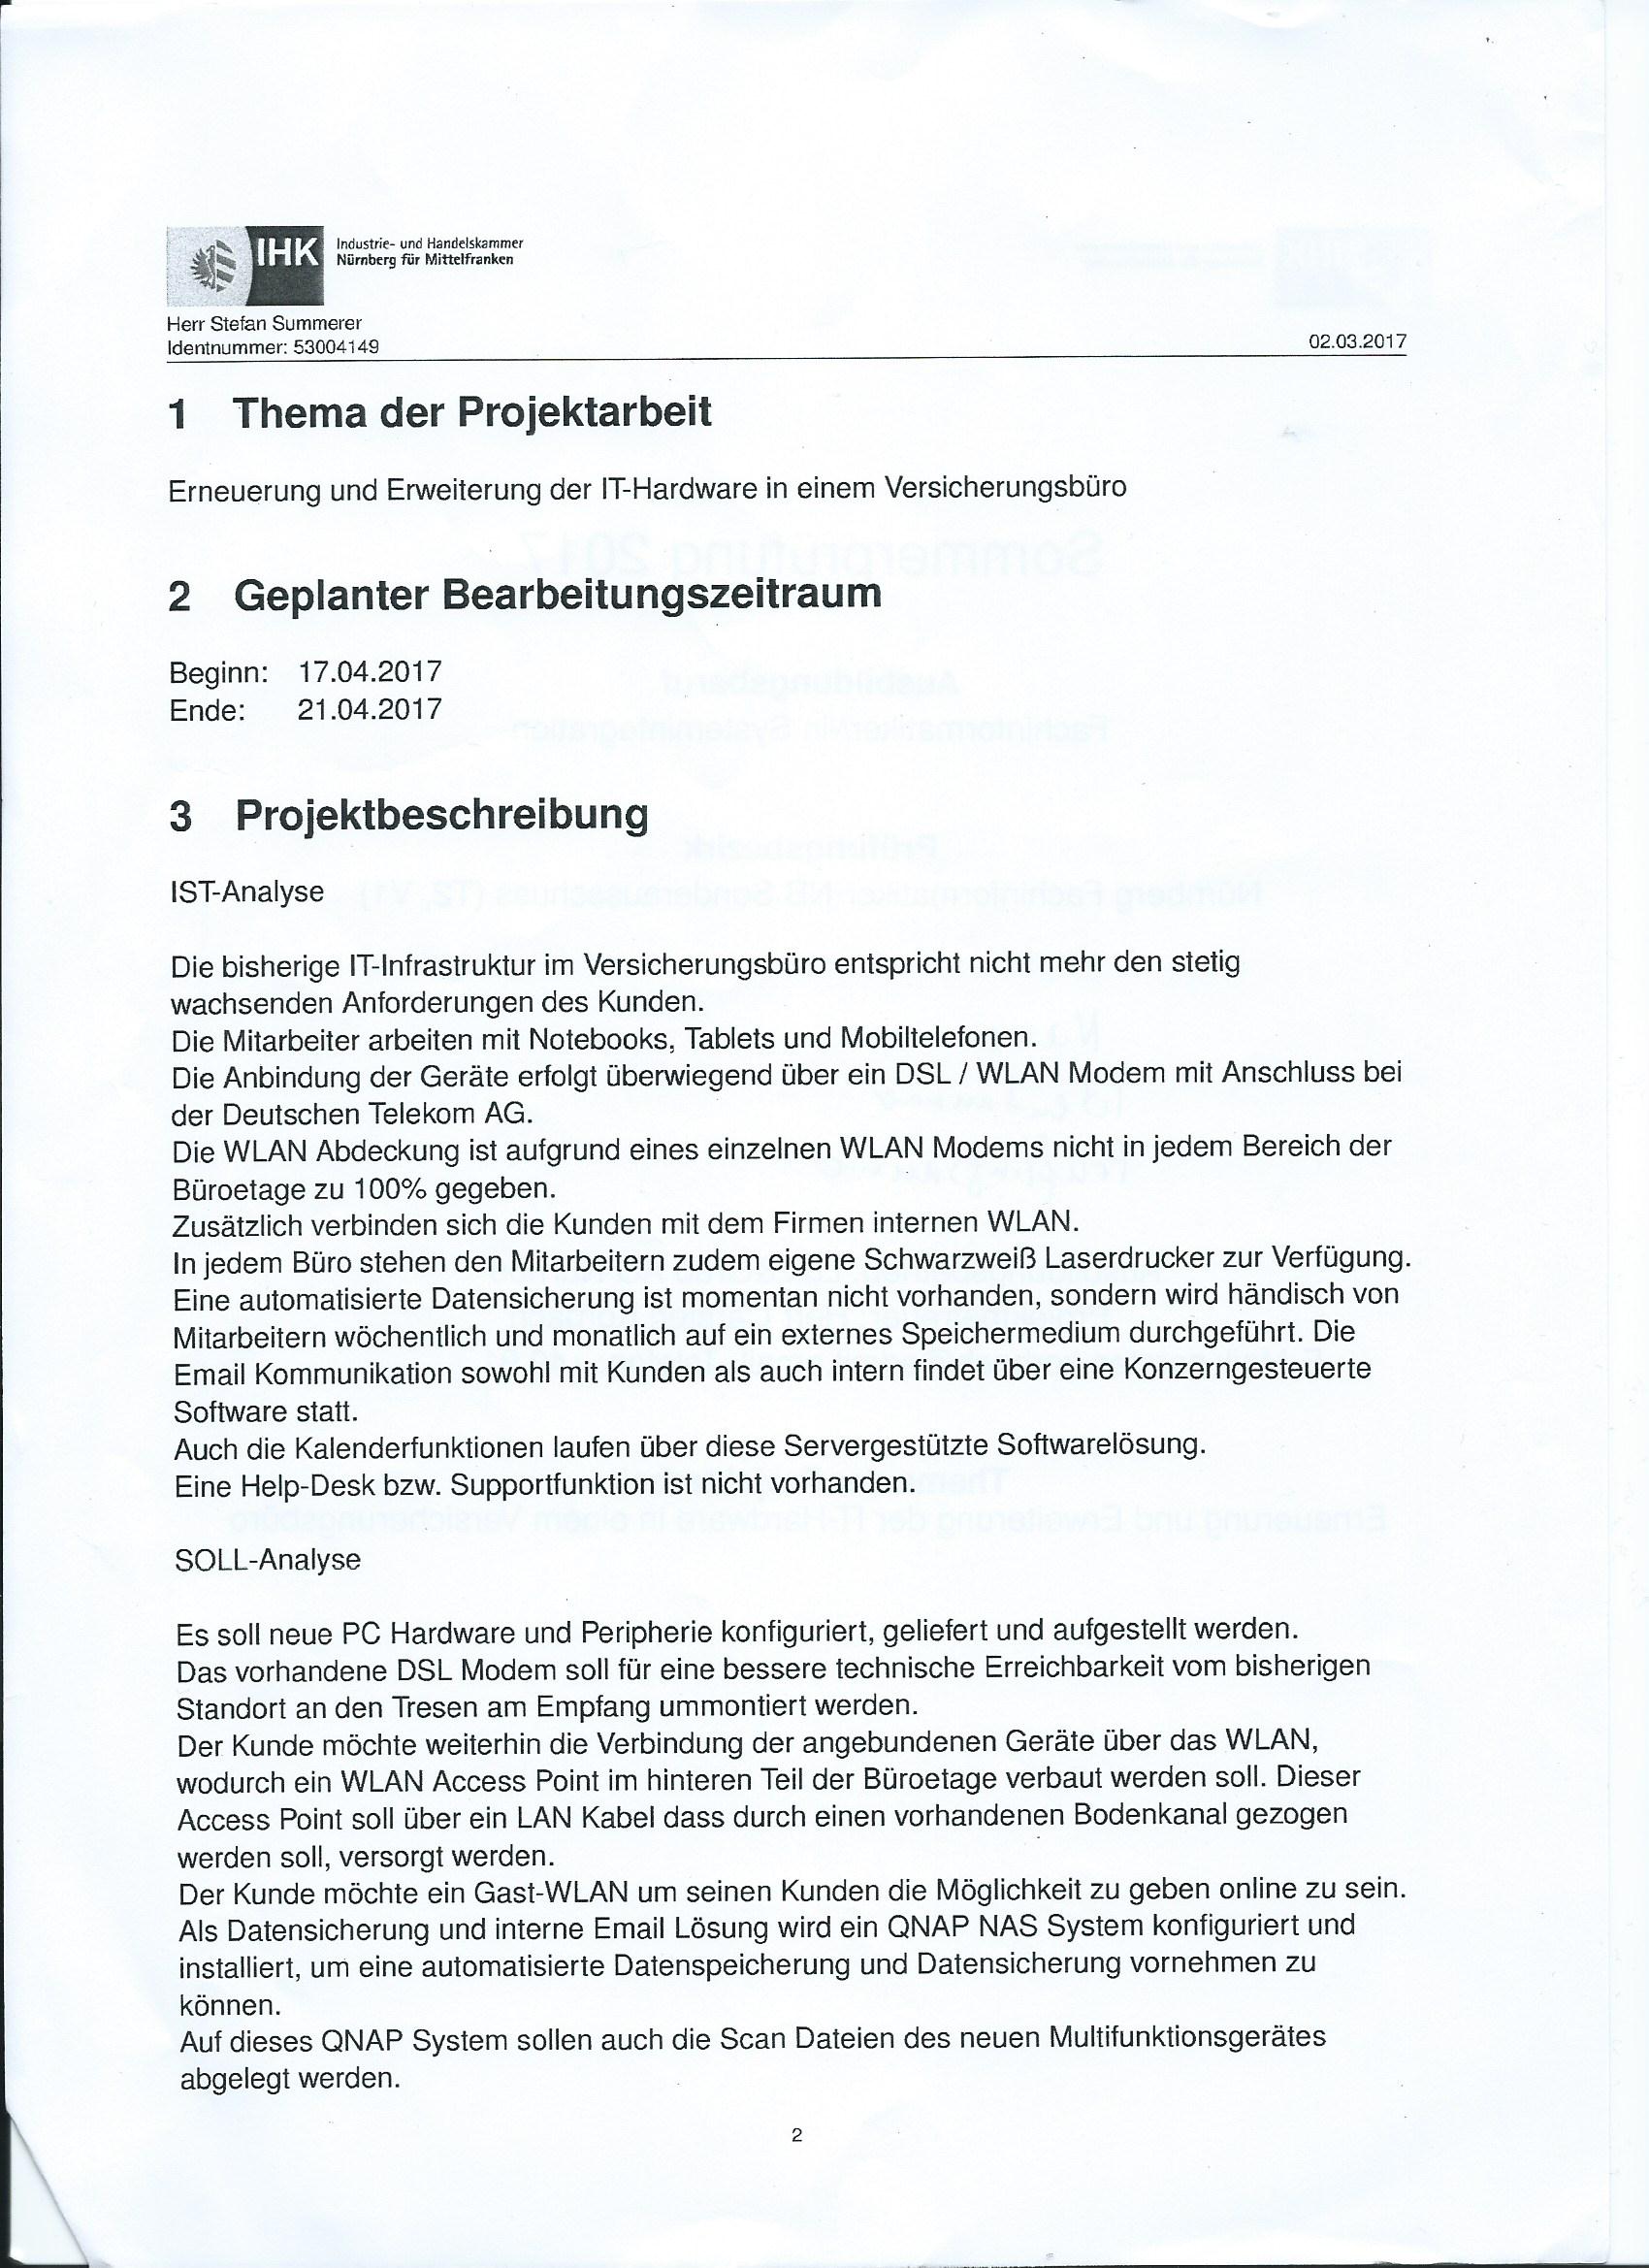 IHK Industrie- und Handelskammer
Nürnberg für Mittelfranken
Herr Stefan Summerer
Identnummer: 53004149
02.03.2017
1 Thema der Projektarbeit
Erneuerung und Erweiterung der IT-Hardware in einem Versicherungsbüro
2 Geplanter Bearbeitungszeitraum
Beginn: 17.04.2017
Ende: 21.04.2017
3 Projektbeschreibung
IST-Analyse
Die bisherige IT-Infrastruktur im Versicherungsbüro entspricht nicht mehr den stetig
wachsenden Anforderungen des Kunden.
Die Mitarbeiter arbeiten mit Notebooks, Tablets und Mobiltelefonen.
Die Anbindung der Geräte erfolgt überwiegend über ein DSL / WLAN Modem mit Anschluss bei
der Deutschen Telekom AG.
Die WLAN Abdeckung ist aufgrund eines einzelnen WLAN Modems nicht in jedem Bereich der
Büroetage zu 100% gegeben.
Zusätzlich verbinden sich die Kunden mit dem Firmen internen WLAN.
In jedem Büro stehen den Mitarbeitern zudem eigene Schwarzweiß Laserdrucker zur Verfügung.
Eine automatisierte Datensicherung ist momentan nicht vorhanden, sondern wird händisch von
Mitarbeitern wöchentlich und monatlich auf ein externes Speichermedium durchgeführt. Die
Email Kommunikation sowohl mit Kunden als auch intern findet über eine Konzerngesteuerte
Software statt.
Auch die Kalenderfunktionen laufen über diese Servergestützte Softwarelösung.
Eine Help-Desk bzw. Supportfunktion ist nicht vorhanden.
SOLL-Analyse
Es soll neue PC Hardware und Peripherie konfiguriert, geliefert und aufgestellt werden.
Das vorhandene DSL Modem soll für eine bessere technische Erreichbarkeit vom bisherigen
Standort an den Tresen am Empfang ummontiert werden.
Der Kunde möchte weiterhin die Verbindung der angebundenen Geräte über das WLAN,
wodurch ein WLAN Access Point im hinteren Teil der Büroetage verbaut werden soll. Dieser
Access Point soll über ein LAN Kabel dass durch einen vorhandenen Bodenkanal gezogen
werden soll, versorgt werden.
Der Kunde möchte ein Gast-WLAN um seinen Kunden die Möglichkeit zu geben online zu sein.
Als Datensicherung und interne Email Lösung wird ein QNAP NAS System konfiguriert und
installiert, um eine automatisierte Datenspeicherung und Datensicherung vornehmen zu
können.
Auf dieses QNAP System sollen auch die Scan Dateien des neuen Multifunktionsgerätes
abgelegt werden.
2